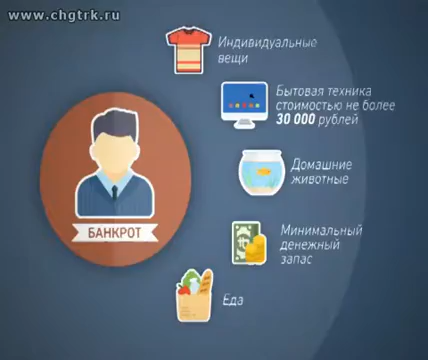 www.chgtrk.ru
Индивидуальные
вещи
Бытовая техника
стоимостью не более
30 000 рублей
Домашние
животные
БАНКРОТ
Минимальный
денежный
запас
Еда